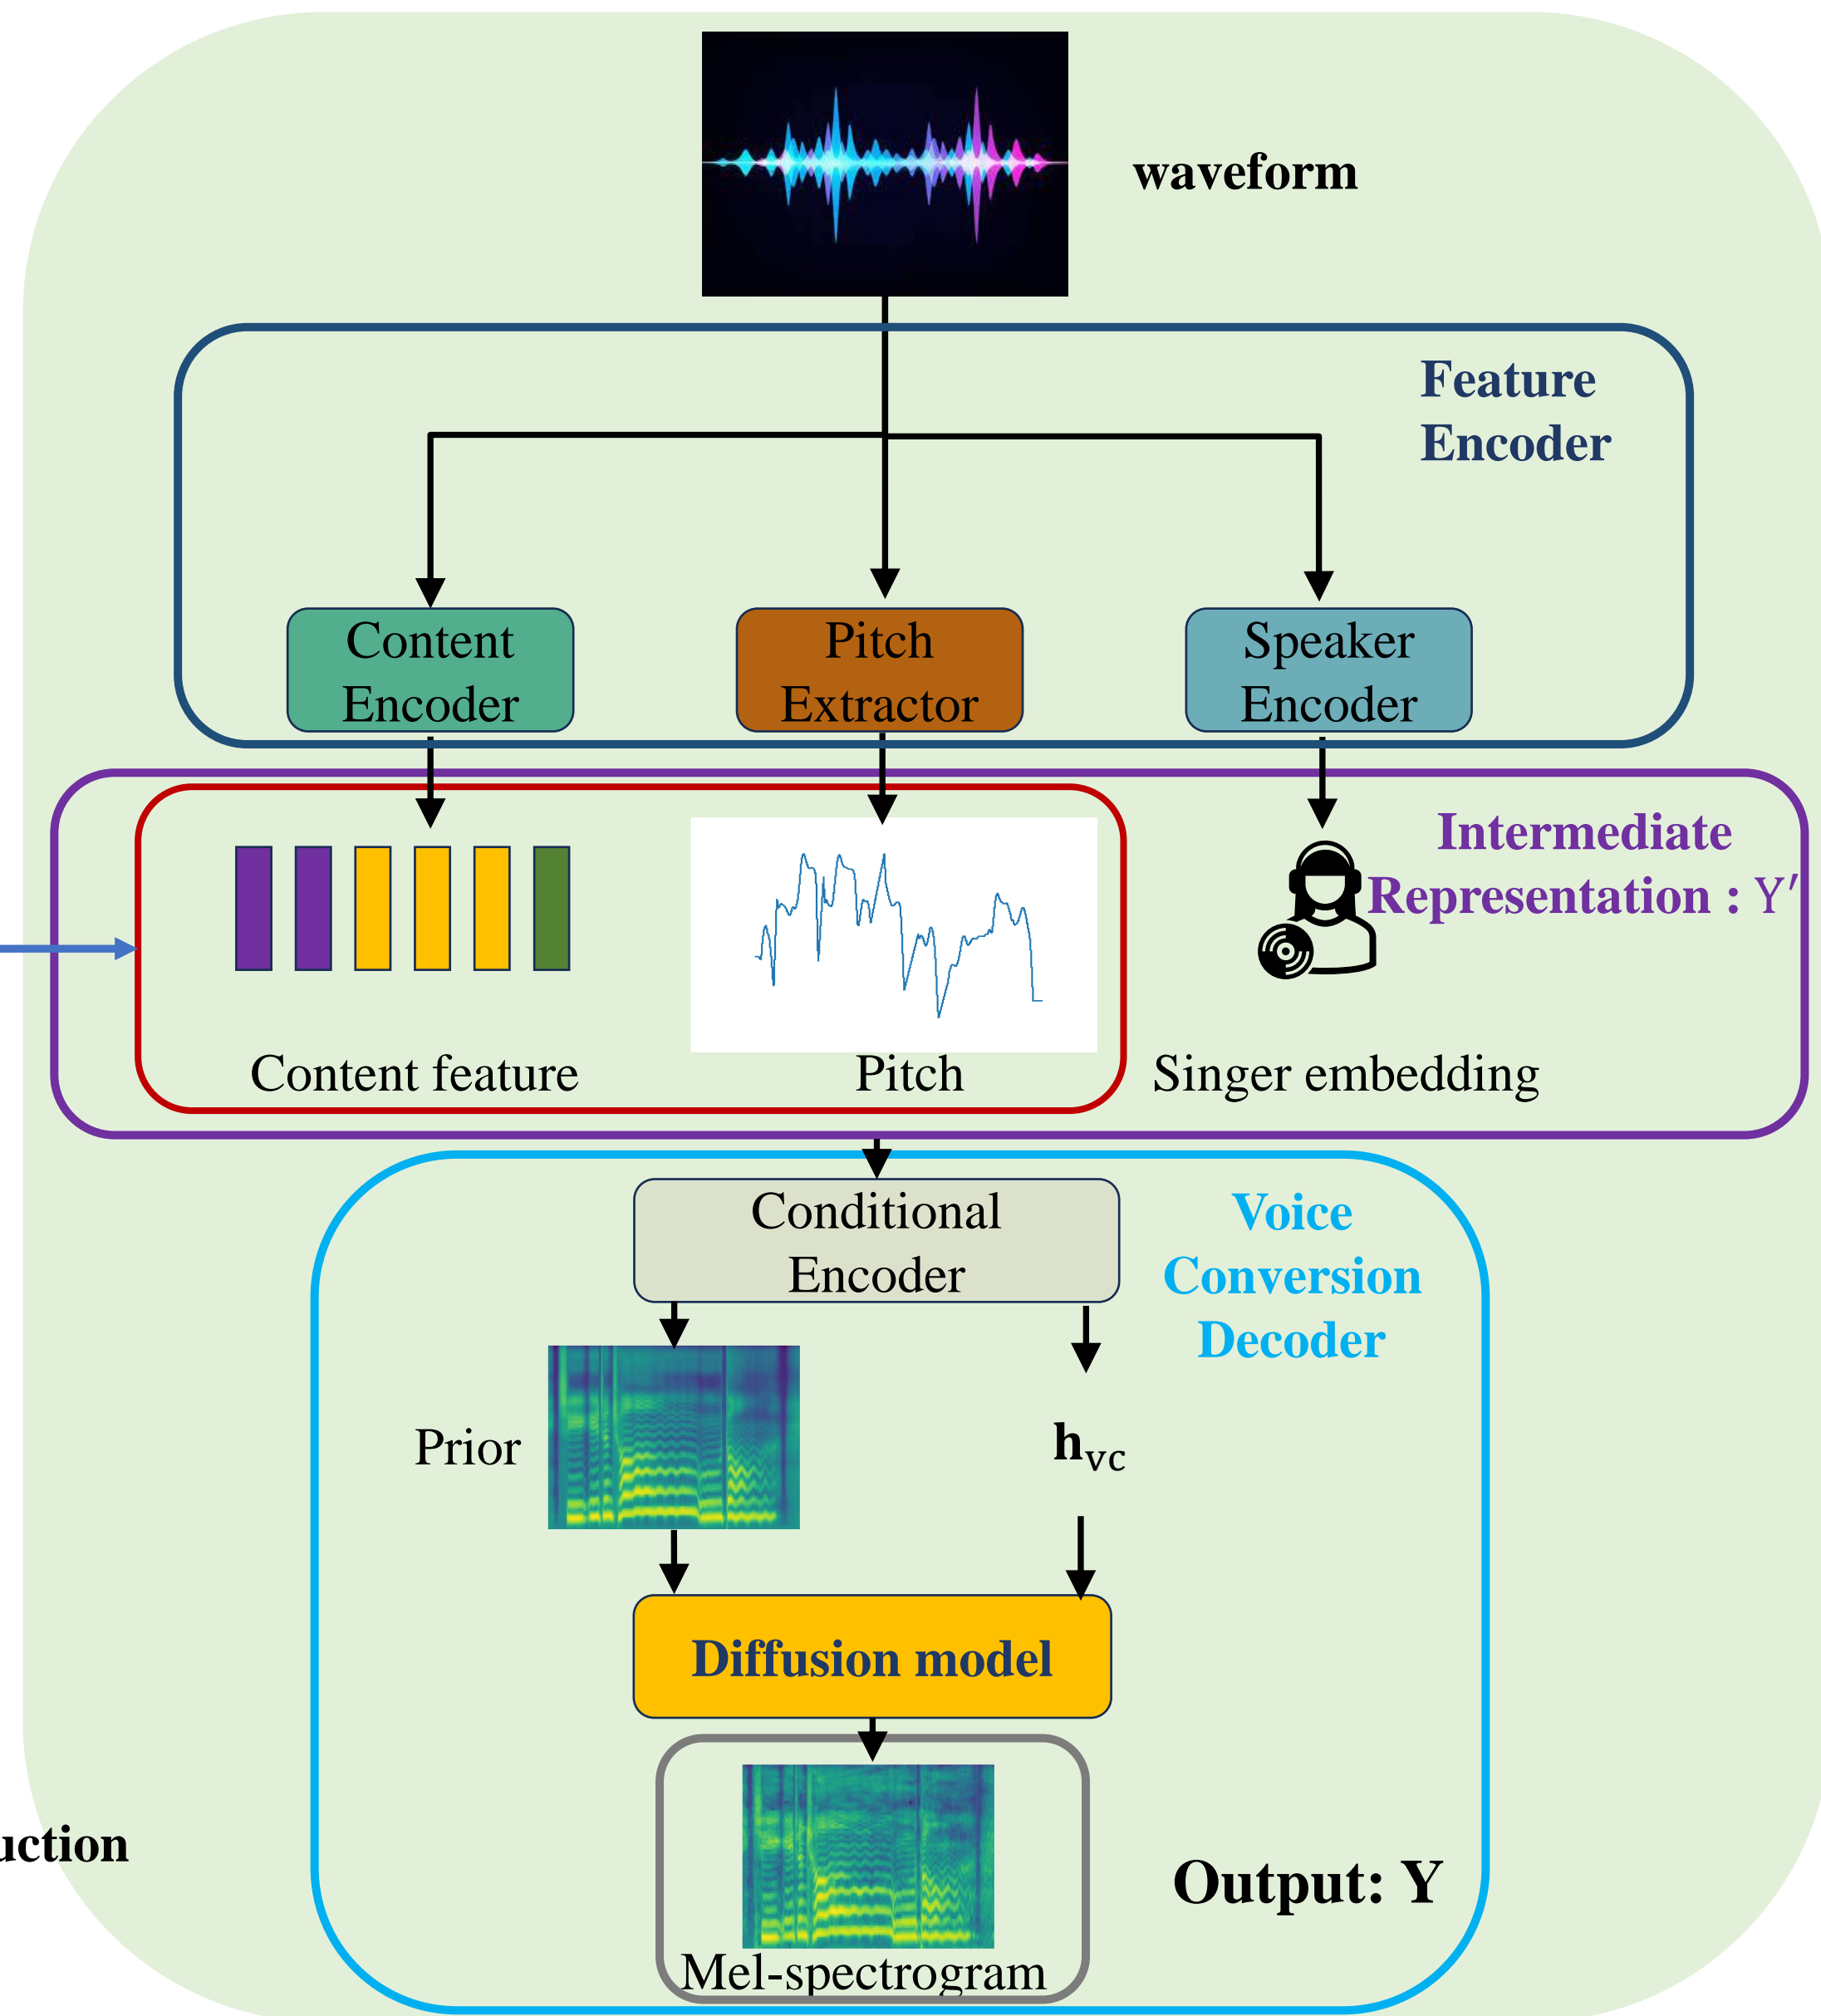 waveform
Feature
Encoder
Content
Encoder
Pitch
Extractor
Speaker
Encoder
Intermediate
Representation : Y′
Content feature
Pitch
Singer embedding
Conditional
Encoder
Voice
Conversion
Decoder
Prior
h_vc
Diffusion model
uction
Output: Y
Mel-spectrogram